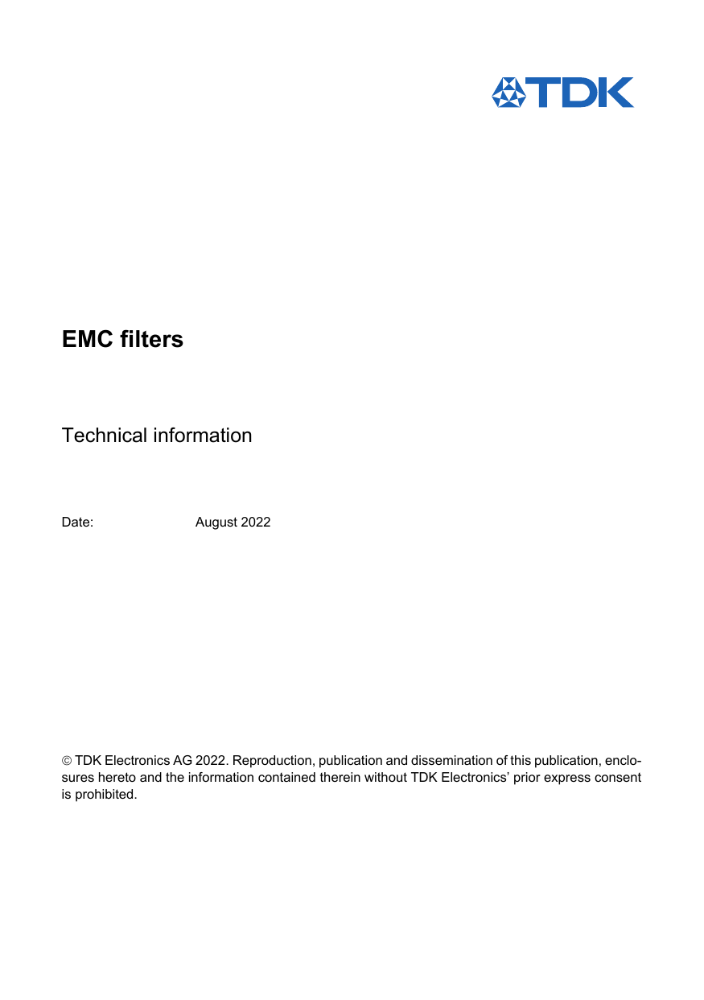 TDK
EMC filters
Technical information
Date: August 2022
© TDK Electronics AG 2022. Reproduction, publication and dissemination of this publication, enclo-
sures hereto and the information contained therein without TDK Electronics’ prior express consent
is prohibited.